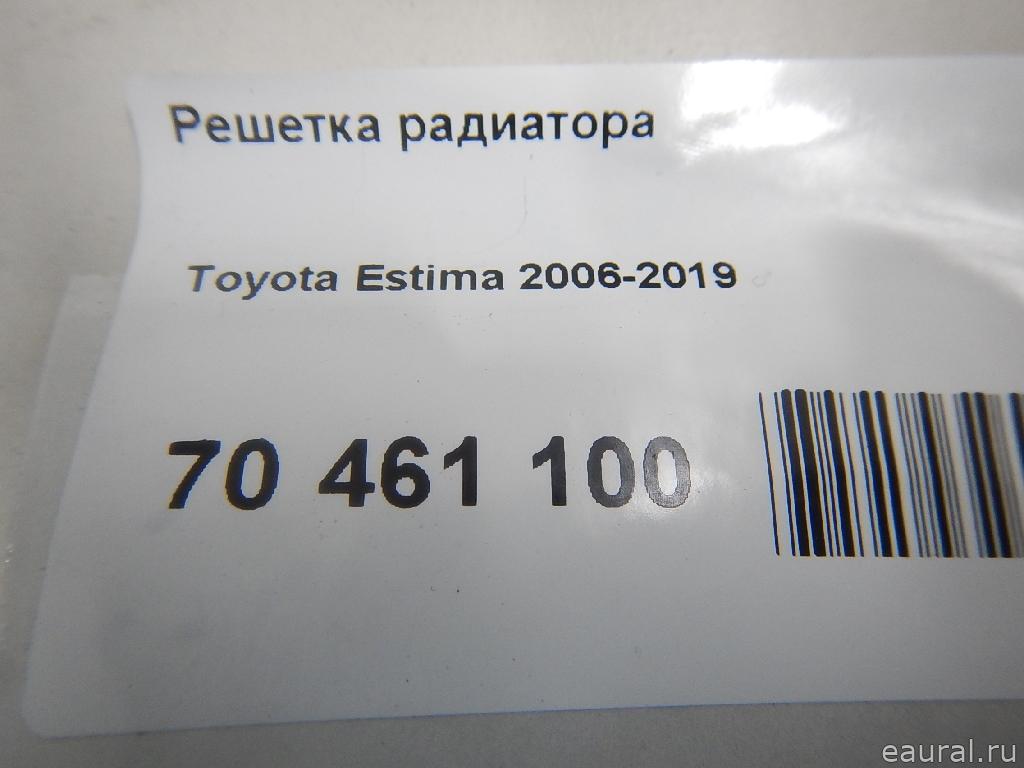 Решетка радиатора
Toyota Estima 2006-2019
70 461 100
eaural.ru